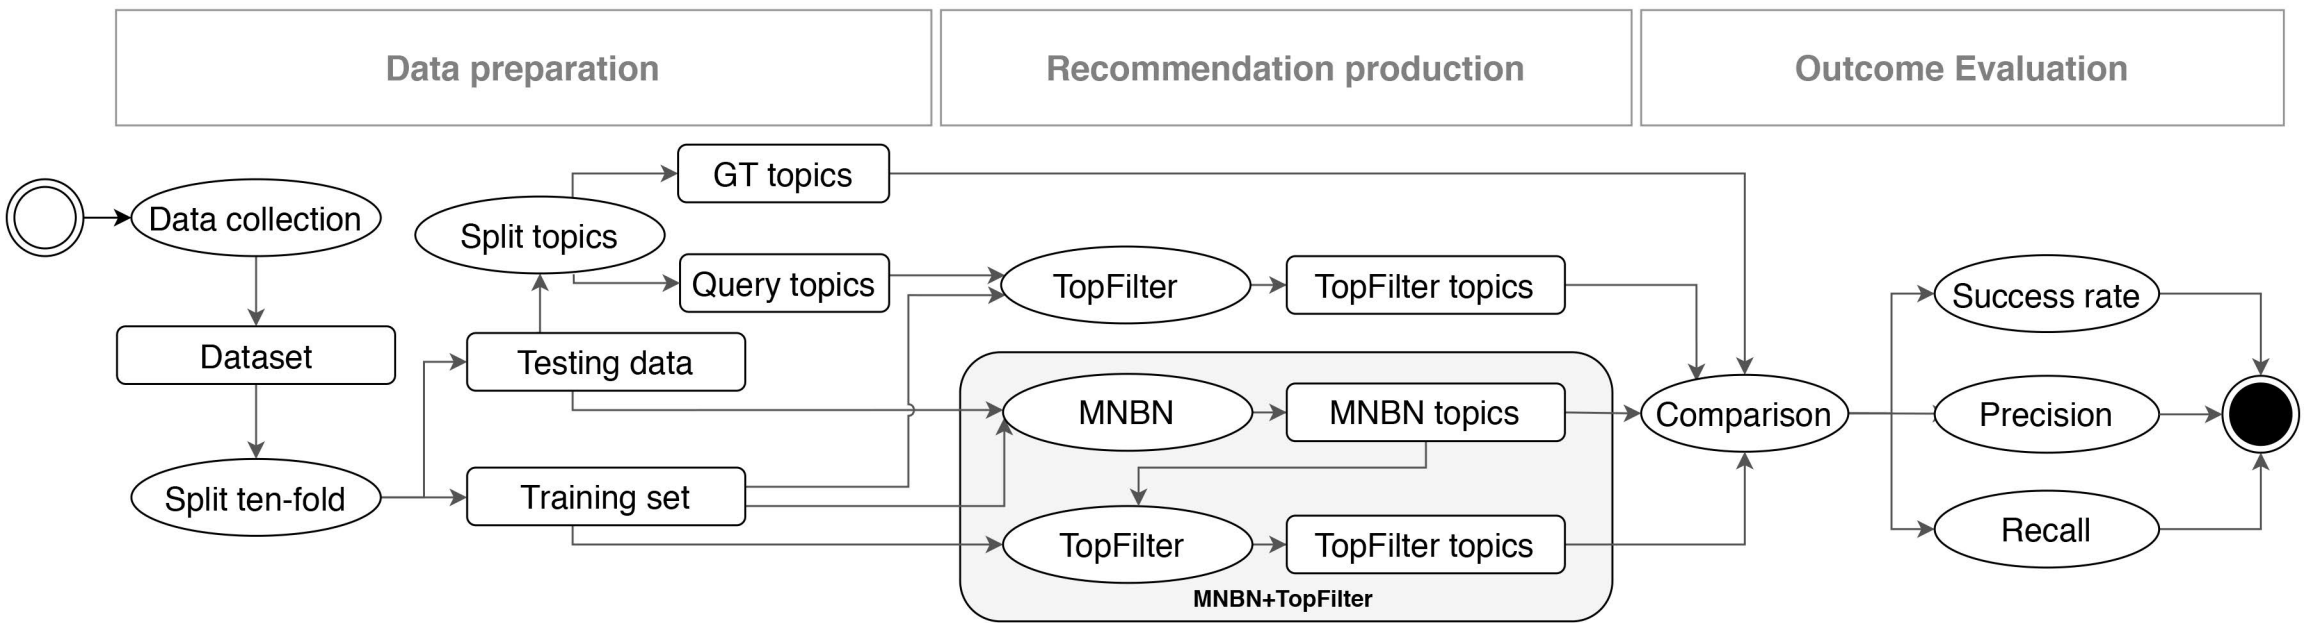 Data preparation
Recommendation production
Outcome Evaluation
GT topics
Data collection
Split topics
Query topics
TopFilter
TopFilter topics
Success rate
Dataset
Testing data
MNBN
MNBN topics
Comparison
Precision
Split ten-fold
Training set
TopFilter
TopFilter topics
Recall
MNBN+TopFilter